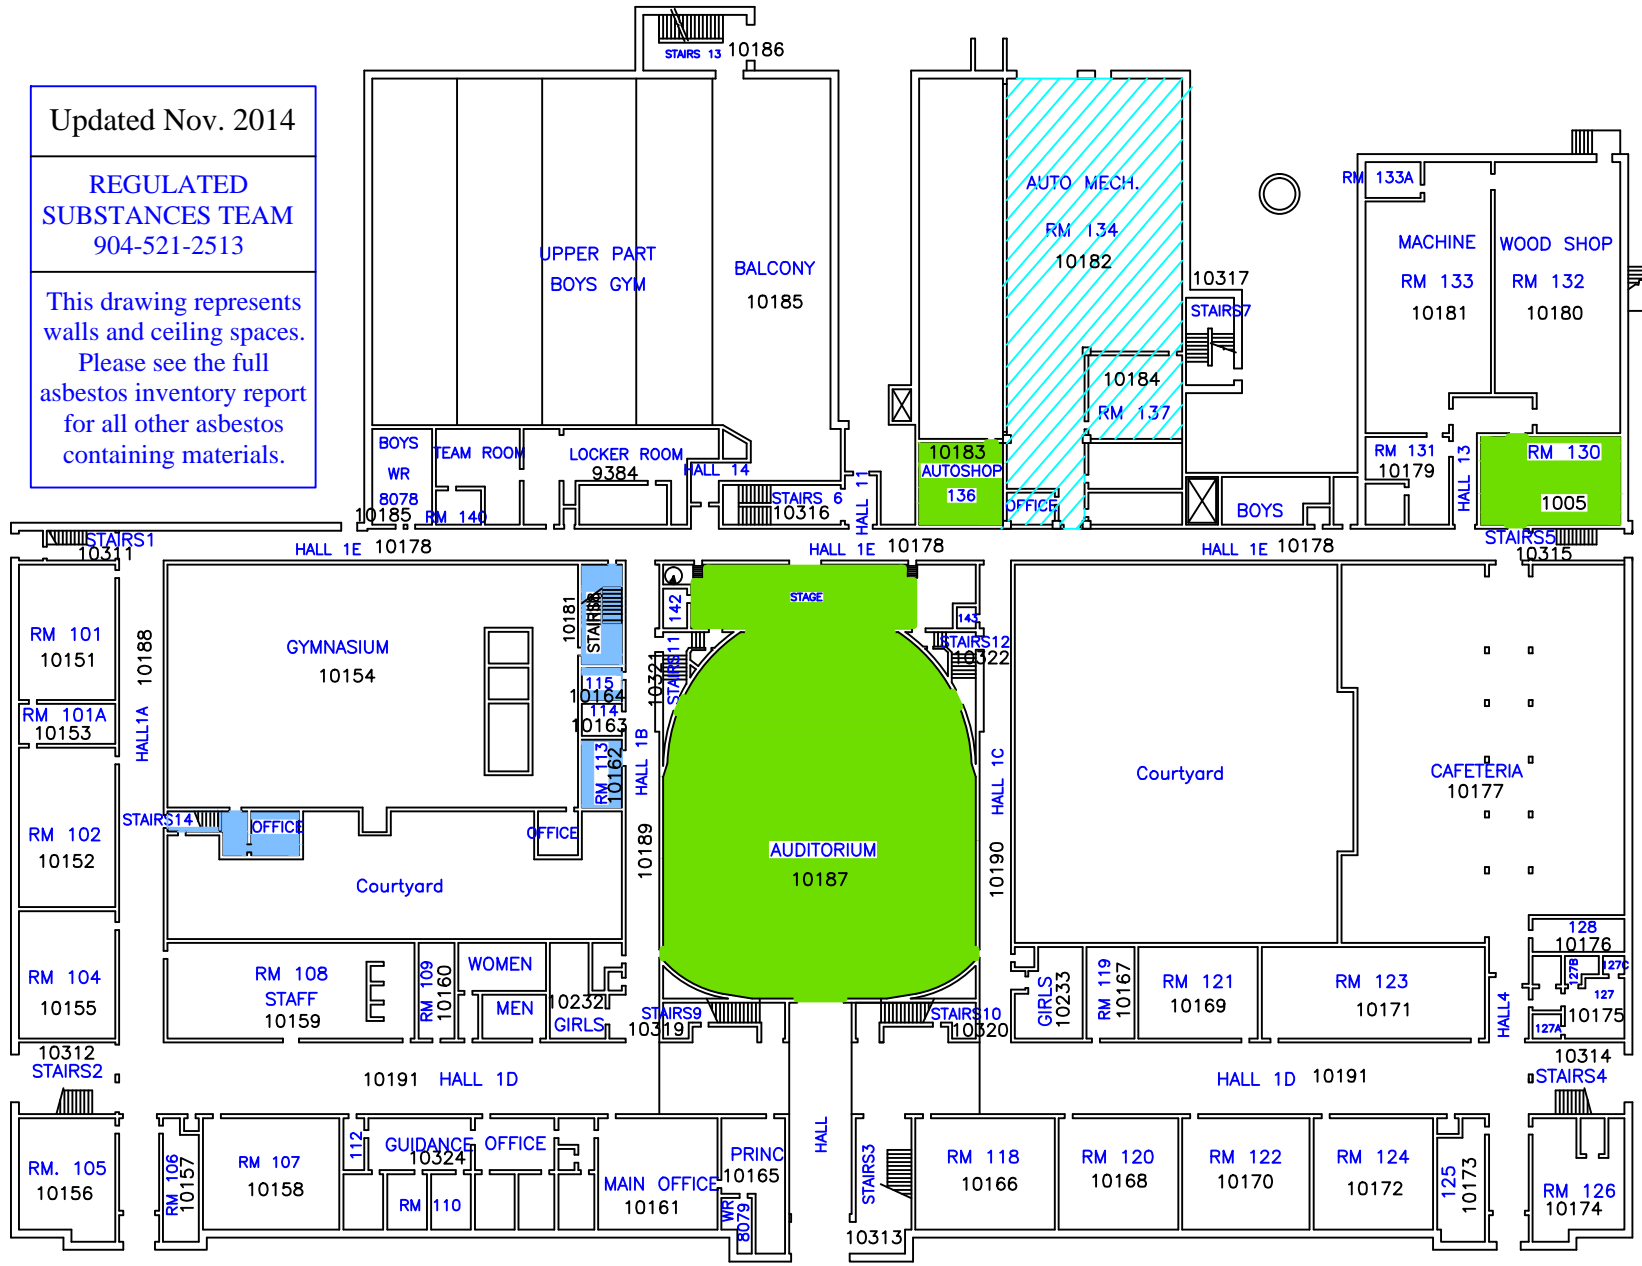 Updated Nov. 2014
REGULATED
SUBSTANCES TEAM
904-521-2513
This drawing represents
walls and ceiling spaces.
Please see the full
asbestos inventory report
for all other asbestos
containing materials.
STAIRS 13
10186
UPPER PART
BOYS GYM
BALCONY
10185
AUTO MECH.
RM 134
10182
10184
RM 137
10317
STAIRS7
RM 133A
MACHINE
RM 133
10181
WOOD SHOP
RM 132
10180
BOYS
WR
8078
10185
TEAM ROOM
RM 140
LOCKER ROOM
9384
HALL 14
STAIRS 6
10316
HALL 11
10183
AUTOSHOP
136
OFFICE
BOYS
RM 131
10179
HALL 13
RM 130
1005
STAIRS1
10311
HALL 1E
10178
HALL 1E
10178
HALL 1E
10178
STAIRS5
10315
RM 101
10151
10188
HALL1A
RM 101A
10153
RM 102
10152
RM 104
10155
GYMNASIUM
10154
10181
STAIRS8
115
10164
114
10163
RM 113
10162
HALL 1B
10189
142
STAIRS11
10321
STAGE
143
STAIRS12
10322
AUDITORIUM
10187
HALL 1C
10190
Courtyard
CAFETERIA
10177
STAIRS14
OFFICE
OFFICE
Courtyard
RM 108
STAFF
10159
RM 109
10160
WOMEN
MEN
10232
GIRLS
STAIRS9
10319
STAIRS10
10320
GIRLS
10233
RM 119
10167
RM 121
10169
RM 123
10171
HALL4
128
10176
127B
127C
127
10175
127A
10312
STAIRS2
10191 HALL 1D
HALL 1D 10191
10314
STAIRS4
RM. 105
10156
RM 106
10157
RM 107
10158
112
GUIDANCE OFFICE
10324
RM 110
MAIN OFFICE
10161
PRINC
10165
WR
8079
HALL
STAIRS3
10313
RM 118
10166
RM 120
10168
RM 122
10170
RM 124
10172
125
10173
RM 126
10174